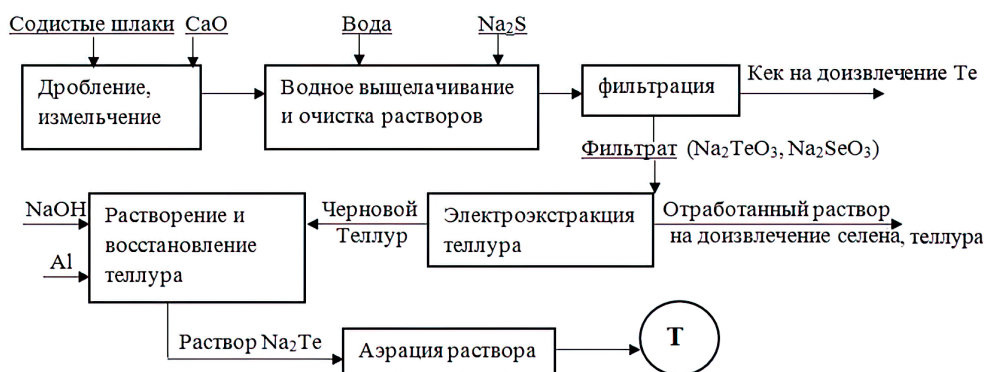 Содистые шлаки CaO Вода Na₂S
Дробление,
измельчение
Водное выщелачивание
и очистка растворов
фильтрация
Кек на доизвлечение Te
Фильтрат (Na₂TeO₃, Na₂SeO₃)
NaOH
Al
Растворение и
восстановление
теллура
Черновой
Теллур
Электроэкстракция
теллура
Отработанный раствор
на доизвлечение селена, теллура
Раствор Na₂Te
Аэрация раствора
Т